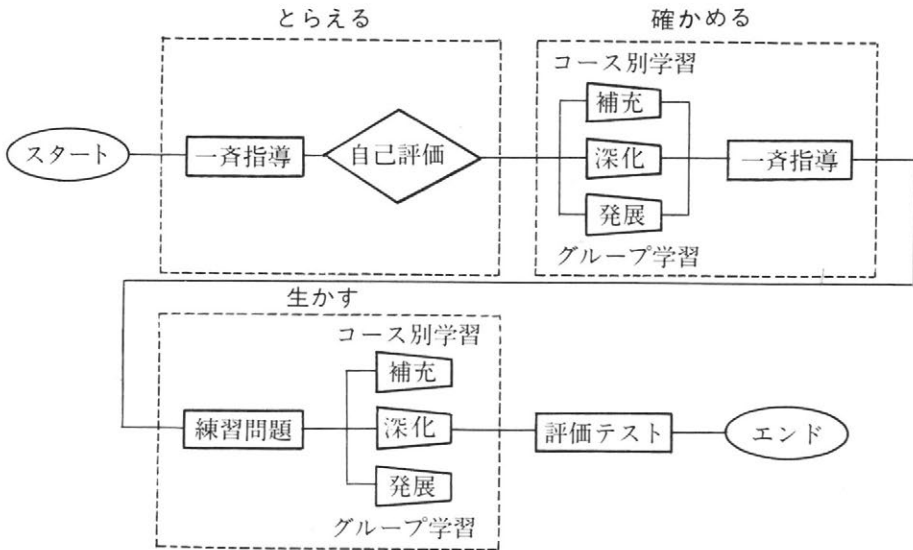 とらえる
確かめる
コース別学習
補充
スタート
一斉指導
自己評価
深化
一斉指導
発展
グループ学習
生かす
コース別学習
補充
練習問題
深化
評価テスト
エンド
発展
グループ学習